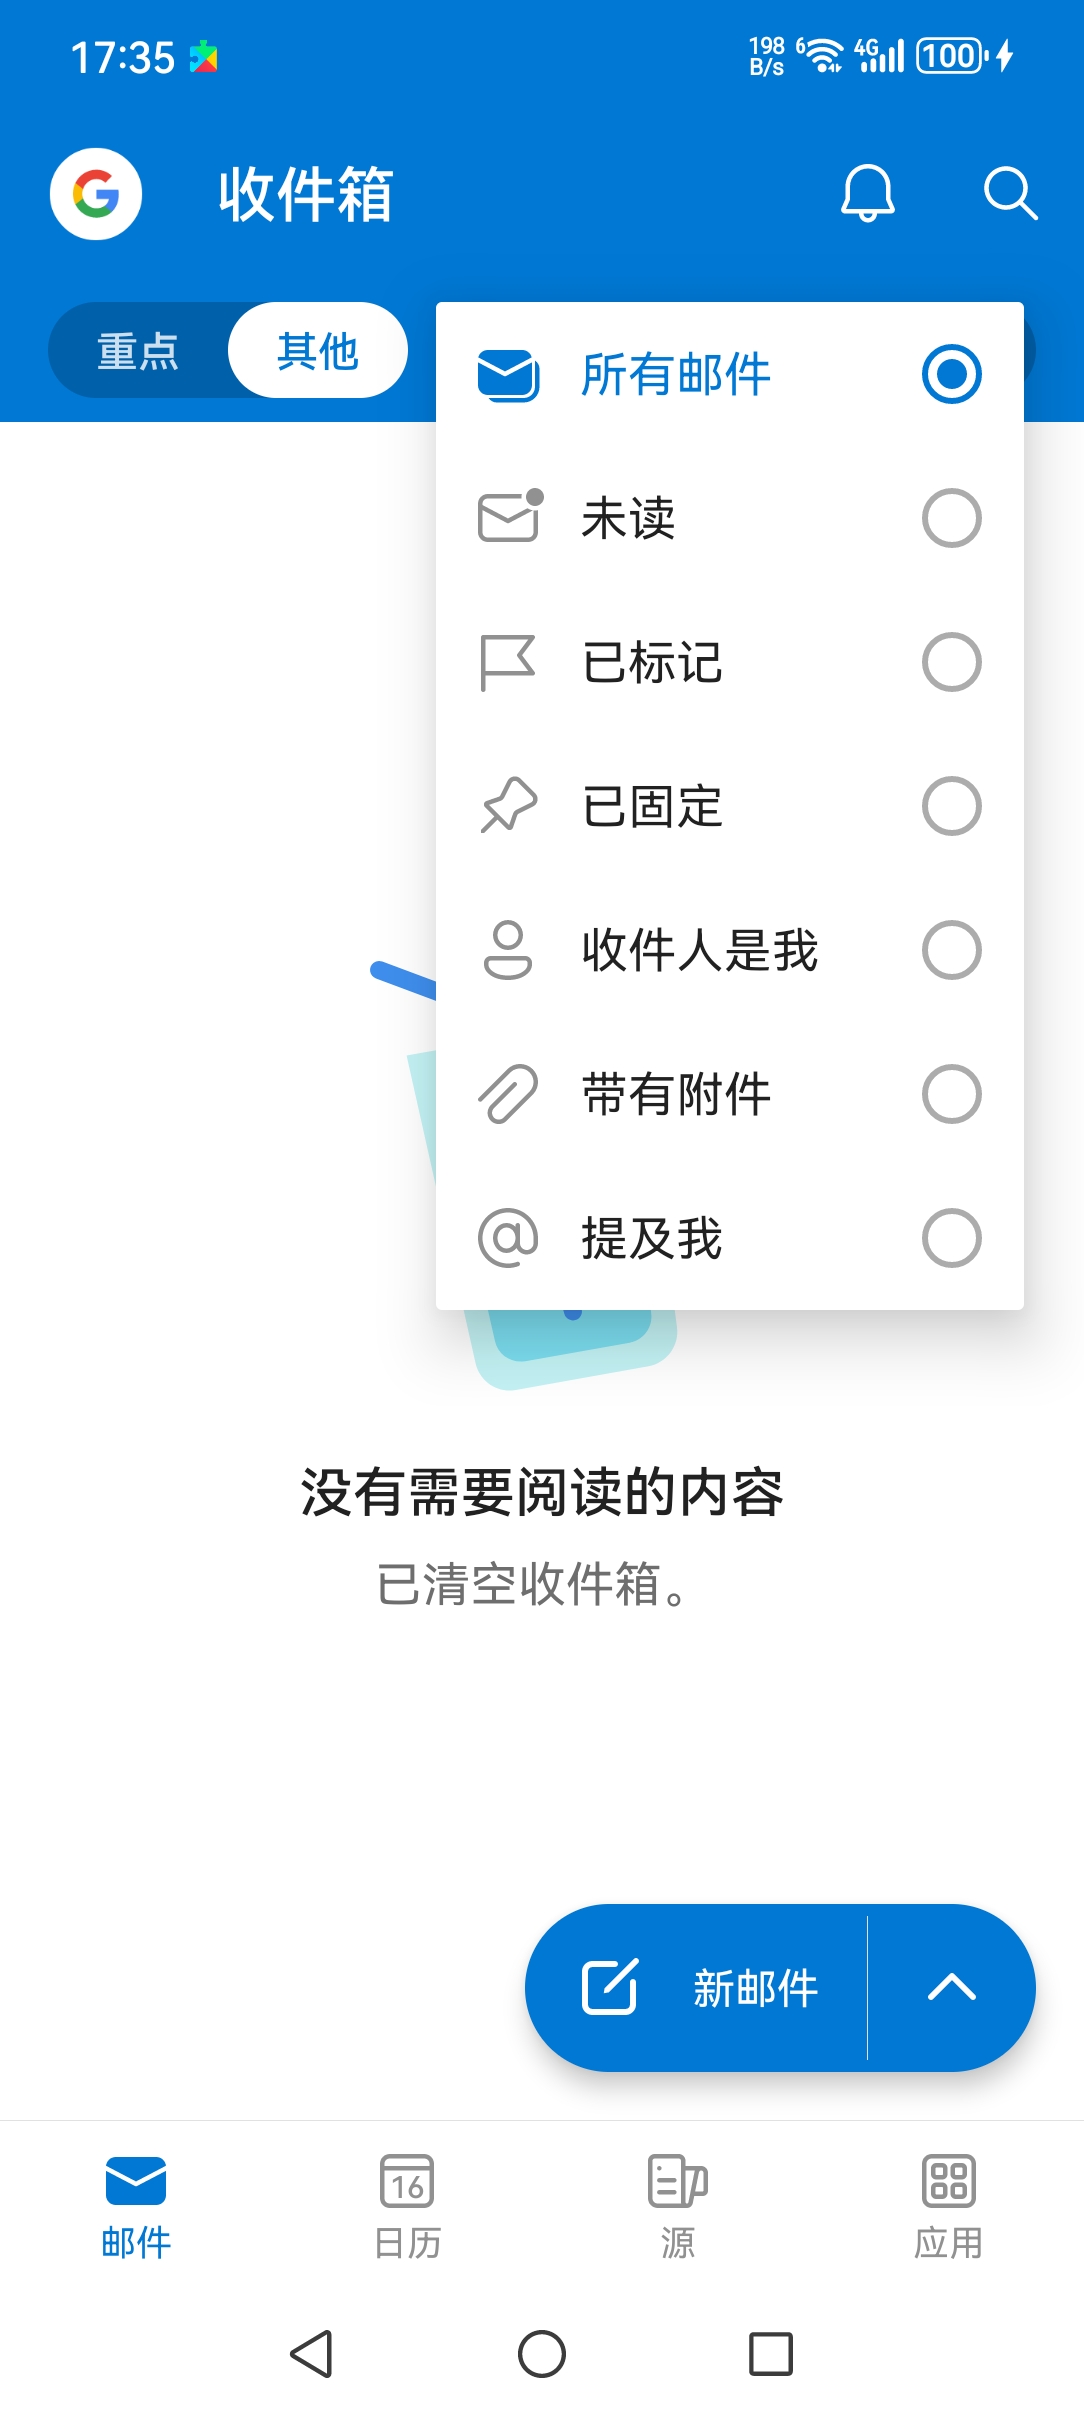 17:35
198 B/s
6
4G
100
收件箱
重点
其他
所有邮件
未读
已标记
已固定
收件人是我
带有附件
提及我
没有需要阅读的内容
已清空收件箱。
新邮件
16
邮件
日历
源
应用